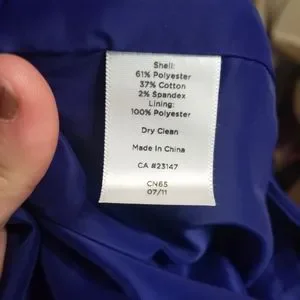 Shell:
61% Polyester
37% Cotton
2% Spandex
Lining:
100% Polyester
Dry Clean
Made in China
CA #23147
CN65
07/11